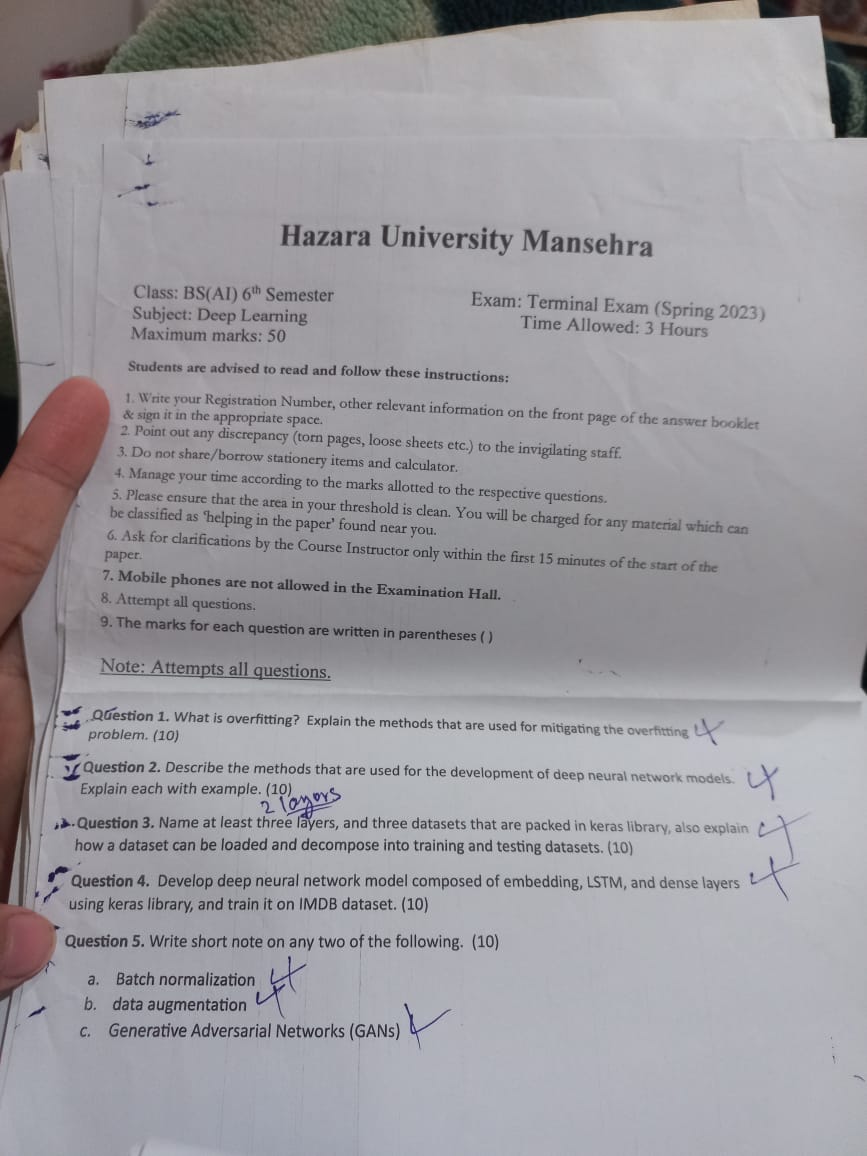 Hazara University Mansehra
Class: BS(AI) 6th Semester
Subject: Deep Learning
Maximum marks: 50
Exam: Terminal Exam (Spring 2023)
Time Allowed: 3 Hours
Students are advised to read and follow these instructions:
1. Write your Registration Number, other relevant information on the front page of the answer booklet
& sign it in the appropriate space.
2. Point out any discrepancy (torn pages, loose sheets etc.) to the invigilating staff.
3. Do not share/borrow stationery items and calculator.
4. Manage your time according to the marks allotted to the respective questions.
5. Please ensure that the area in your threshold is clean. You will be charged for any material which can
be classified as 'helping in the paper' found near you.
6. Ask for clarifications by the Course Instructor only within the first 15 minutes of the start of the
paper.
7. Mobile phones are not allowed in the Examination Hall.
8. Attempt all questions.
9. The marks for each question are written in parentheses ( )
Note: Attempts all questions.
Question 1. What is overfitting? Explain the methods that are used for mitigating the overfitting
problem. (10)
Question 2. Describe the methods that are used for the development of deep neural network models.
Explain each with example. (10)
2 layers
Question 3. Name at least three layers, and three datasets that are packed in keras library, also explain
how a dataset can be loaded and decompose into training and testing datasets. (10)
Question 4. Develop deep neural network model composed of embedding, LSTM, and dense layers
using keras library, and train it on IMDB dataset. (10)
Question 5. Write short note on any two of the following. (10)
a. Batch normalization
b. data augmentation
c. Generative Adversarial Networks (GANs)